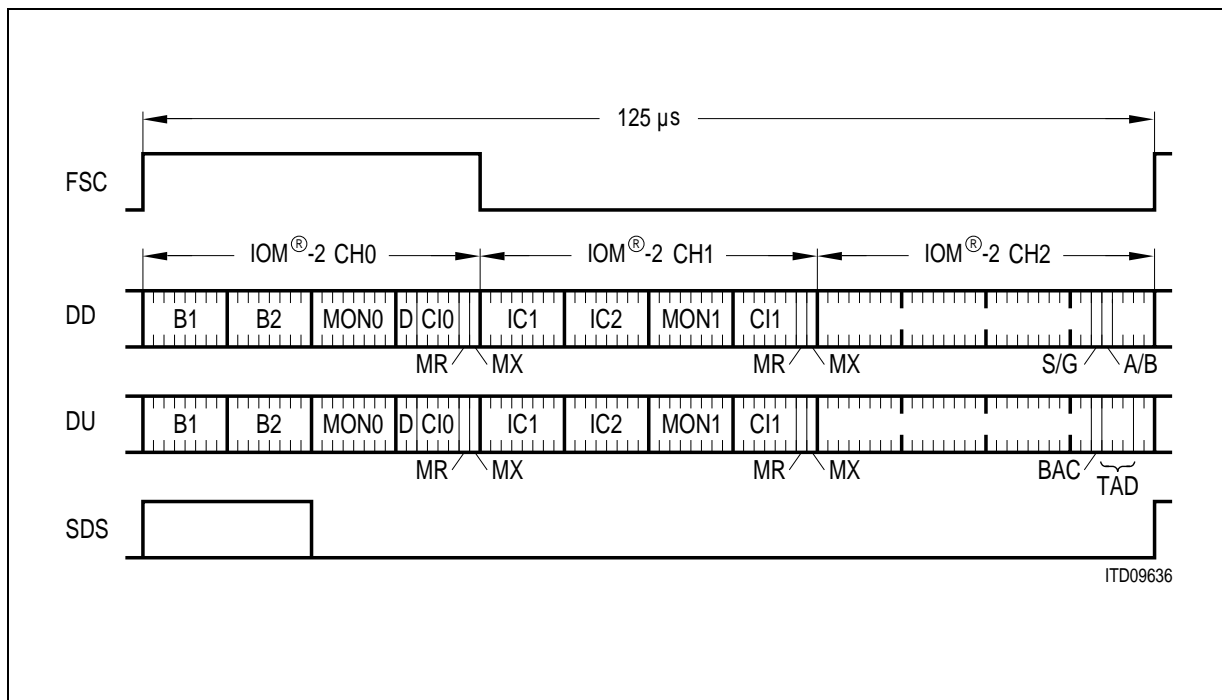 125 µs
FSC
IOM®-2 CH0 IOM®-2 CH1 IOM®-2 CH2
DD B1 B2 MON0 D CI0 IC1 IC2 MON1 CI1
MR MX MR MX S/G A/B
DU B1 B2 MON0 D CI0 IC1 IC2 MON1 CI1
MR MX MR MX BAC TAD
SDS
ITD09636